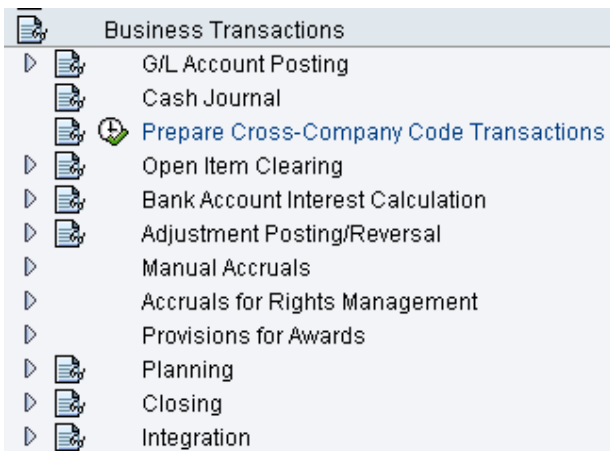 Business Transactions
G/L Account Posting
Cash Journal
Prepare Cross-Company Code Transactions
Open Item Clearing
Bank Account Interest Calculation
Adjustment Posting/Reversal
Manual Accruals
Accruals for Rights Management
Provisions for Awards
Planning
Closing
Integration